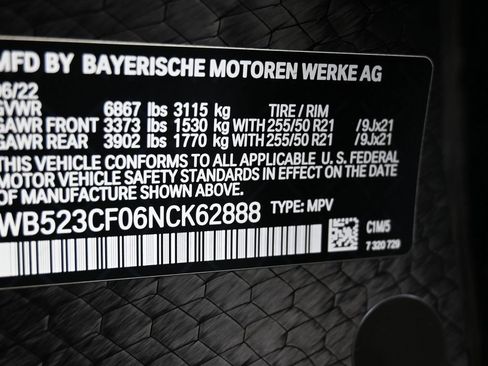 MFD BY BAYERISCHE MOTOREN WERKE AG
06/22
GVWR 6867 lbs 3115 kg TIRE / RIM
GAWR FRONT 3373 lbs 1530 kg WITH 255/50 R21 /9Jx21
GAWR REAR 3902 lbs 1770 kg WITH 255/50 R21 /9Jx21
THIS VEHICLE CONFORMS TO ALL APPLICABLE U. S. FEDERAL
MOTOR VEHICLE SAFETY STANDARDS IN EFFECT ON THE DATE
OF MANUFACTURE SHOWN ABOVE.
WB523CF06NCK62888 TYPE: MPV
C1M/5
7 320 729